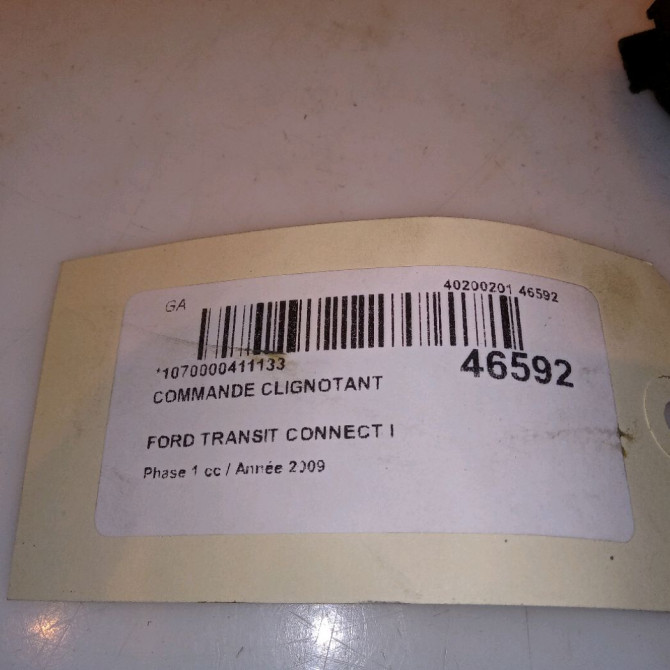 GA
40200201 46592
*1070000411133
46592
COMMANDE CLIGNOTANT
FORD TRANSIT CONNECT I
Phase 1 cc / Année 2009